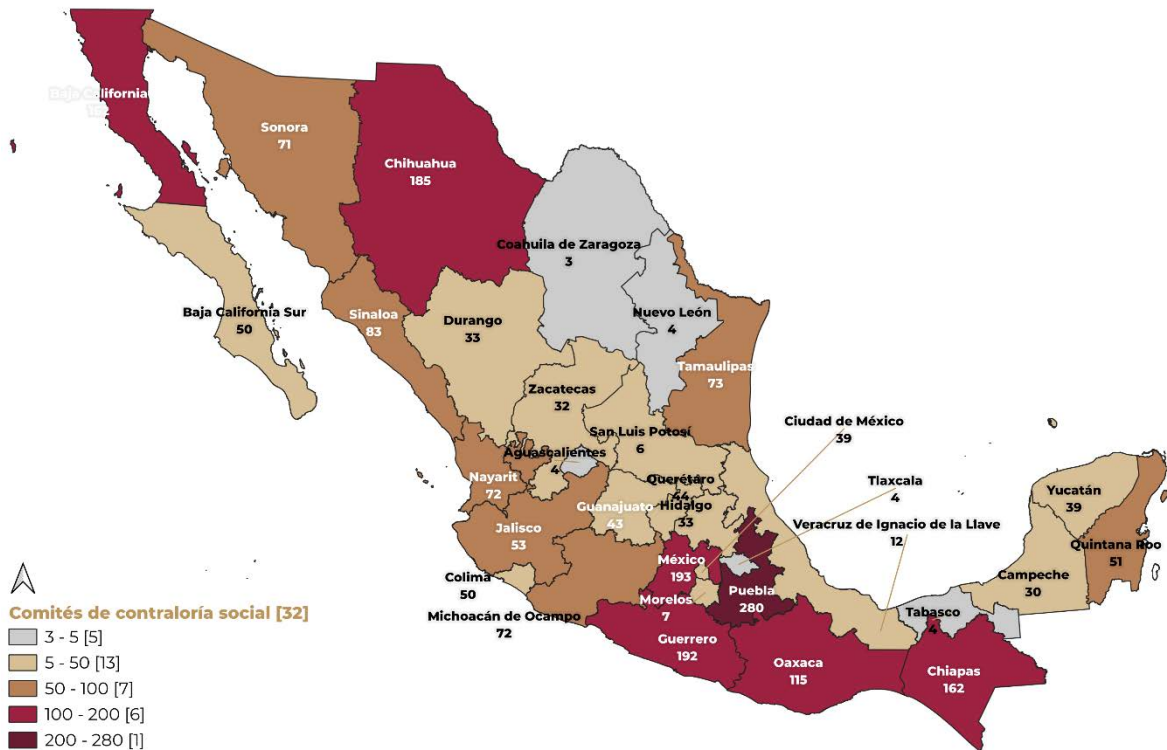 Baja California
Sonora
71
Chihuahua
185
Coahuila de Zaragoza
3
Nuevo León
4
Baja California Sur
50
Sinaloa
83
Durango
33
Tamaulipas
73
Zacatecas
32
San Luis Potosí
6
Ciudad de México
39
Aguascalientes
4
Nayarit
72
Querétaro
44
Tlaxcala
4
Guanajuato
43
Hidalgo
33
Yucatán
39
Jalisco
53
Veracruz de Ignacio de la Llave
12
Quintana Roo
51
México
193
Campeche
30
Colima
50
Morelos
7
Puebla
280
Michoacán de Ocampo
72
Tabasco
4
Guerrero
192
Oaxaca
115
Chiapas
162
Comités de contraloría social [32]
3 - 5 [5]
5 - 50 [13]
50 - 100 [7]
100 - 200 [6]
200 - 280 [1]